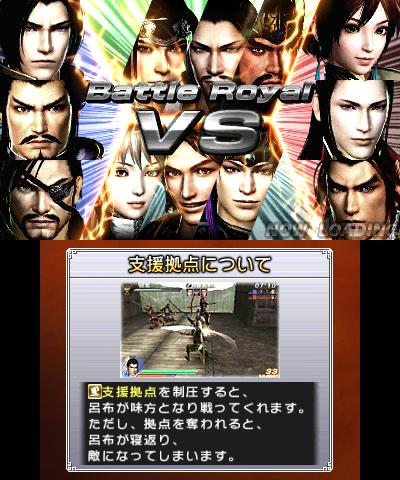 Battle Royal
VS
NOW LOADING
支援拠点について
07:10
33
支援拠点を制圧すると、
呂布が味方となり戦ってくれます。
ただし、拠点を奪われると、
呂布が寝返り、
敵になってしまいます。